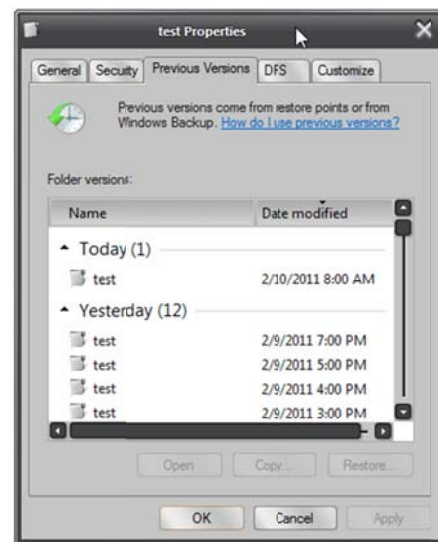 test Properties
General Security Previous Versions DFS Customize
Previous versions come from restore points or from
Windows Backup. How do I use previous versions?
Folder versions:
Name Date modified
Today (1)
test 2/10/2011 8:00 AM
Yesterday (12)
test 2/9/2011 7:00 PM
test 2/9/2011 5:00 PM
test 2/9/2011 4:00 PM
test 2/9/2011 3:00 PM
Open Copy... Restore...
OK Cancel Apply